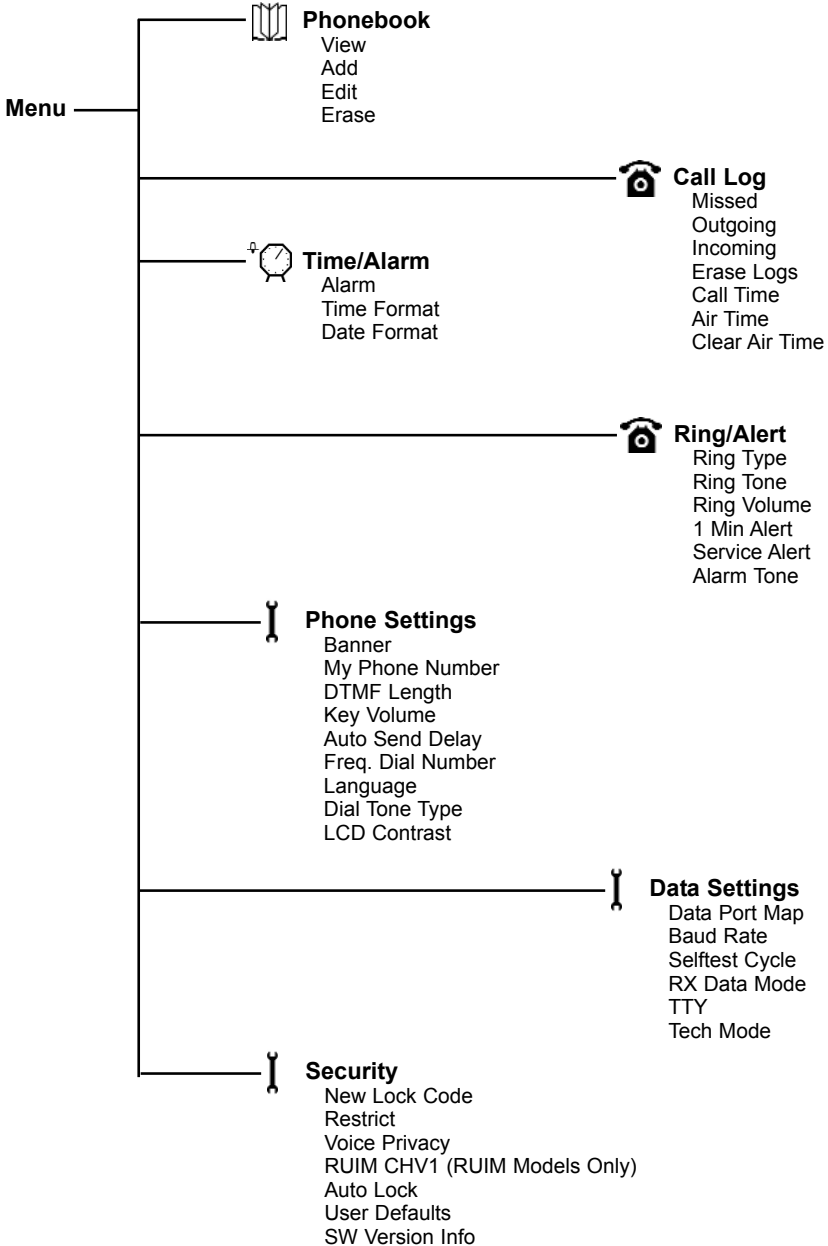 Menu
Phonebook
View
Add
Edit
Erase
Call Log
Missed
Outgoing
Incoming
Erase Logs
Call Time
Air Time
Clear Air Time
Time/Alarm
Alarm
Time Format
Date Format
Ring/Alert
Ring Type
Ring Tone
Ring Volume
1 Min Alert
Service Alert
Alarm Tone
Phone Settings
Banner
My Phone Number
DTMF Length
Key Volume
Auto Send Delay
Freq. Dial Number
Language
Dial Tone Type
LCD Contrast
Data Settings
Data Port Map
Baud Rate
Selftest Cycle
RX Data Mode
TTY
Tech Mode
Security
New Lock Code
Restrict
Voice Privacy
RUIM CHV1 (RUIM Models Only)
Auto Lock
User Defaults
SW Version Info